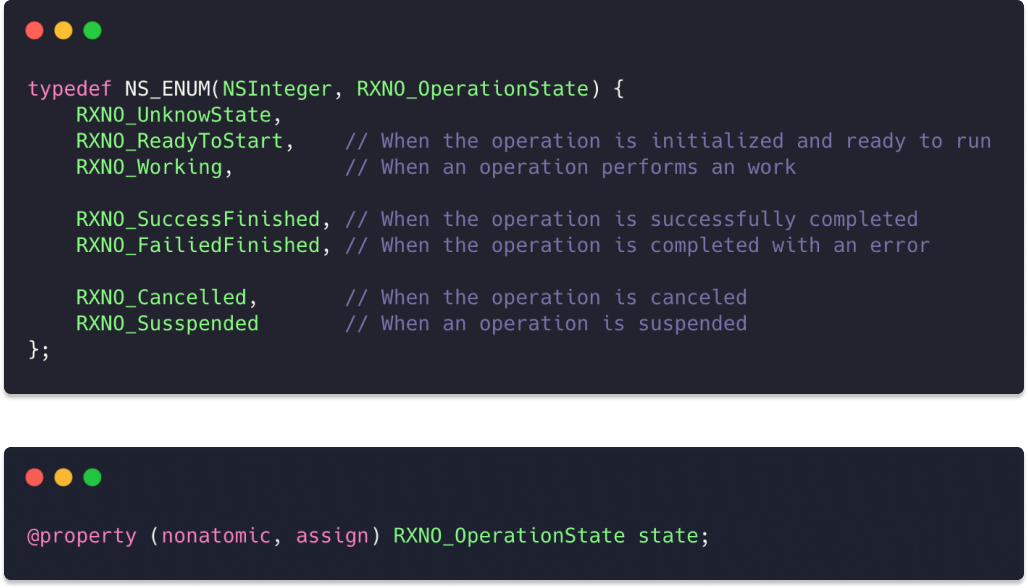 typedef NS_ENUM(NSInteger, RXNO_OperationState) {
RXNO_UnknowState,
RXNO_ReadyToStart,    // When the operation is initialized and ready to run
RXNO_Working,         // When an operation performs an work
RXNO_SuccessFinished, // When the operation is successfully completed
RXNO_FailiedFinished, // When the operation is completed with an error
RXNO_Cancelled,       // When the operation is canceled
RXNO_Susspended       // When an operation is suspended
};
@property (nonatomic, assign) RXNO_OperationState state;